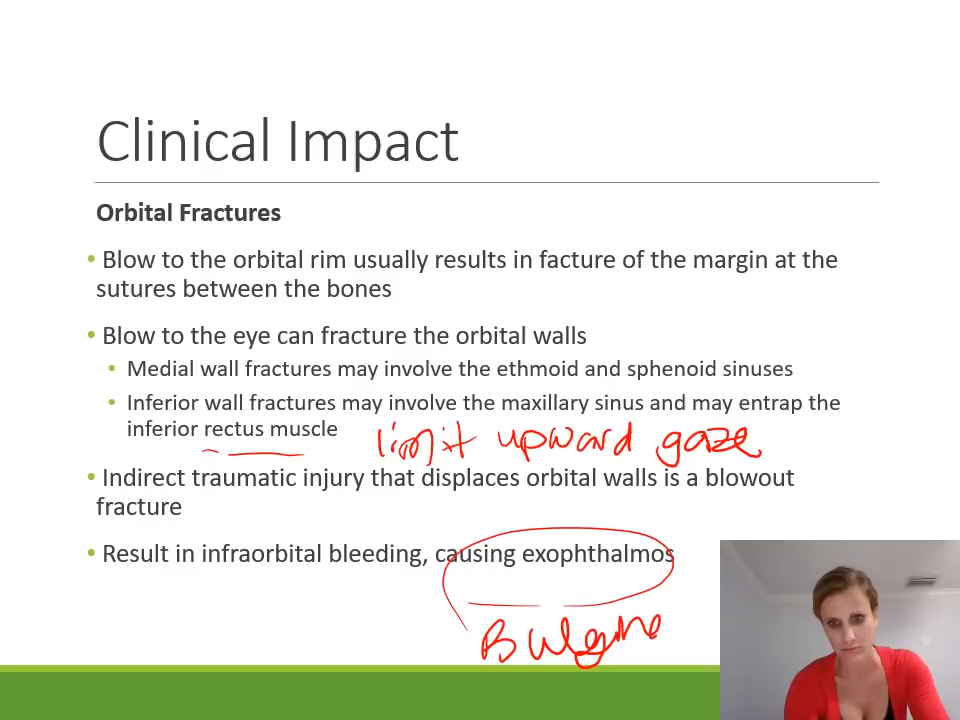 Clinical Impact
Orbital Fractures
• Blow to the orbital rim usually results in facture of the margin at the
sutures between the bones
• Blow to the eye can fracture the orbital walls
• Medial wall fractures may involve the ethmoid and sphenoid sinuses
• Inferior wall fractures may involve the maxillary sinus and may entrap the
inferior rectus muscle
limit upward gaze
• Indirect traumatic injury that displaces orbital walls is a blowout
fracture
• Result in infraorbital bleeding, causing exophthalmos